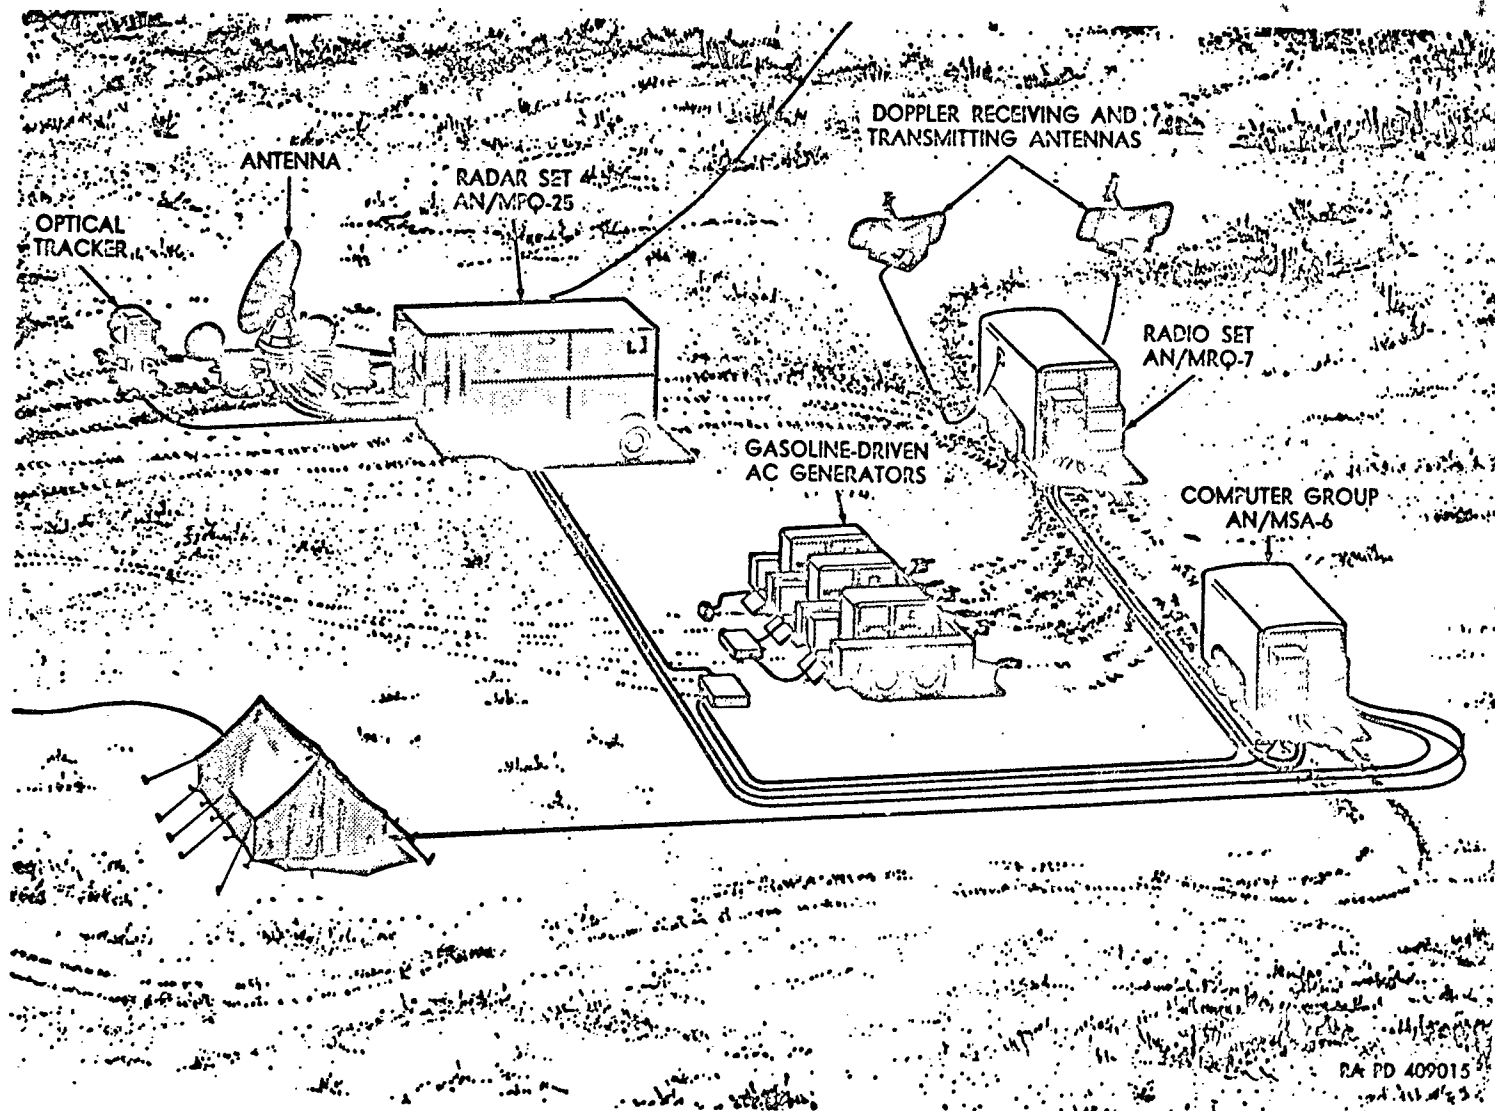 DOPPLER RECEIVING AND
TRANSMITTING ANTENNAS
ANTENNA
RADAR SET
AN/MPQ-25
OPTICAL
TRACKER
RADIO SET
AN/MRQ-7
GASOLINE-DRIVEN
AC GENERATORS
COMPUTER GROUP
AN/MSA-6
RA PD 409015